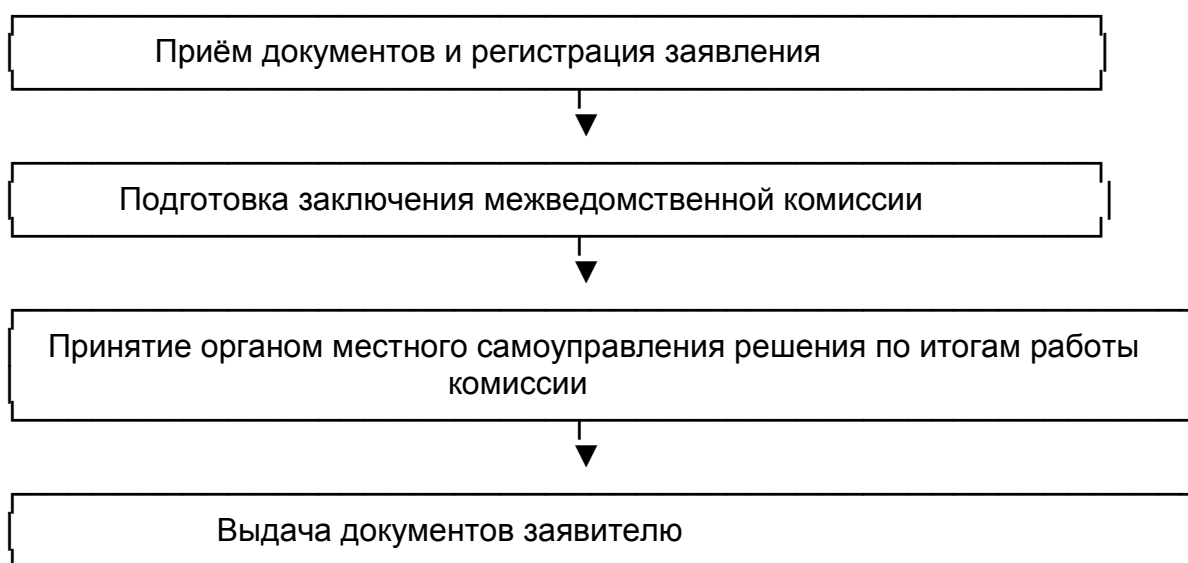 Приём документов и регистрация заявления
Подготовка заключения межведомственной комиссии
Принятие органом местного самоуправления решения по итогам работы
комиссии
Выдача документов заявителю